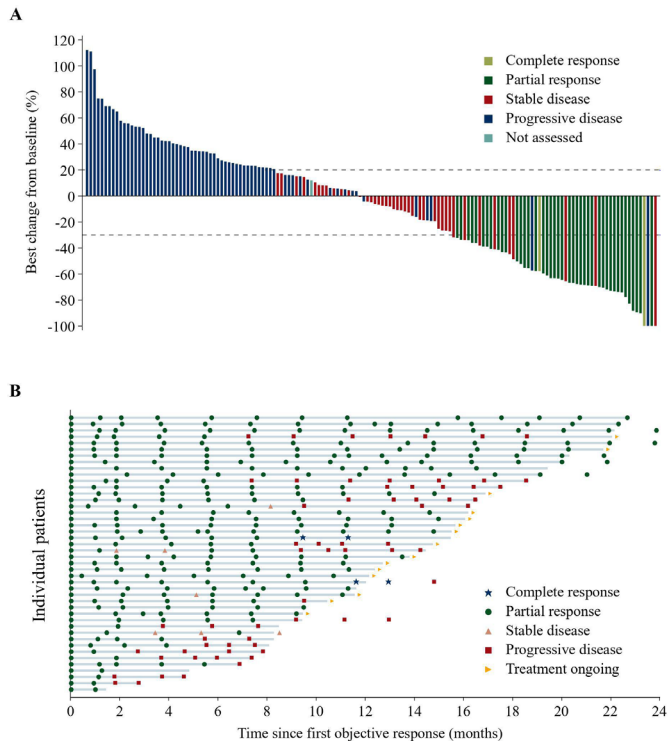 A
120
100
80
60
40
20
0
-20
-40
-60
-80
-100
Best change from baseline (%)
Complete response
Partial response
Stable disease
Progressive disease
Not assessed
B
Individual patients
Complete response
Partial response
Stable disease
Progressive disease
Treatment ongoing
0 2 4 6 8 10 12 14 16 18 20 22 24
Time since first objective response (months)